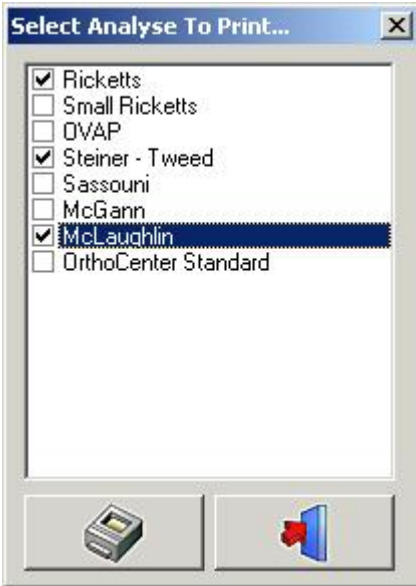 Select Analyse To Print...
Ricketts
Small Ricketts
OVAP
Steiner - Tweed
Sassouni
McGann
McLaughlin
OrthoCenter Standard